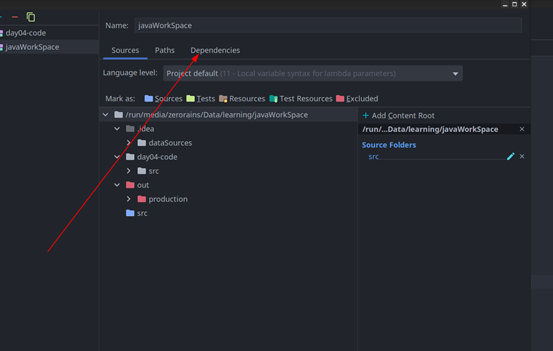 Name: javaWorkSpace
day04-code
javaWorkSpace
Sources Paths Dependencies
Language level: Project default (11 - Local variable syntax for lambda parameters)
Mark as: Sources Tests Resources Test Resources Excluded
/run/media/zerorains/Data/learning/javaWorkSpace
.idea
dataSources
day04-code
src
out
production
src
+ Add Content Root
/run/...Data/learning/javaWorkSpace
Source Folders
src